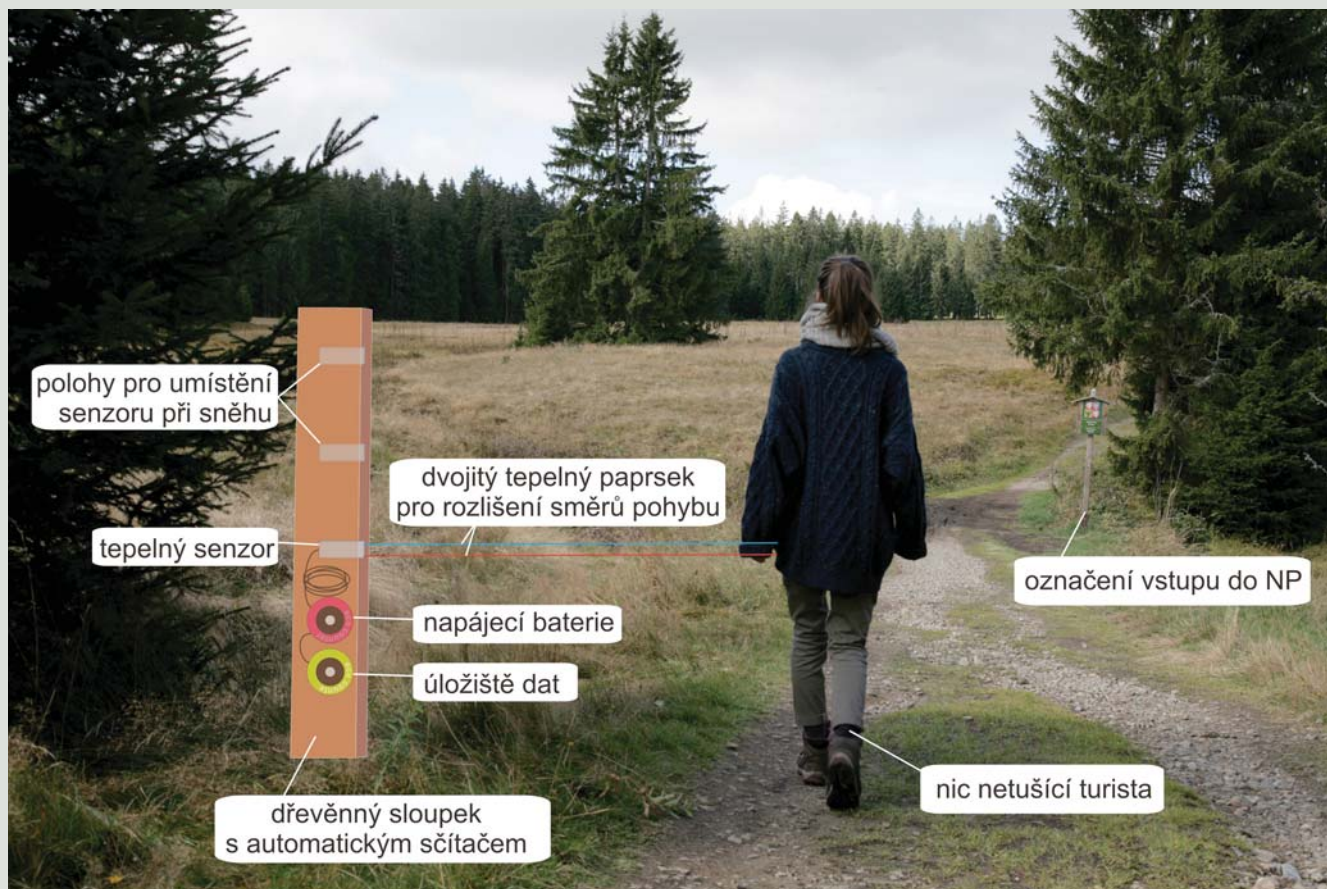 polohy pro umístění
senzoru při sněhu
dvojitý tepelný paprsek
pro rozlišení směrů pohybu
tepelný senzor
označení vstupu do NP
napájecí baterie
úložiště dat
nic netušící turista
dřevěnný sloupek
s automatickým sčítačem